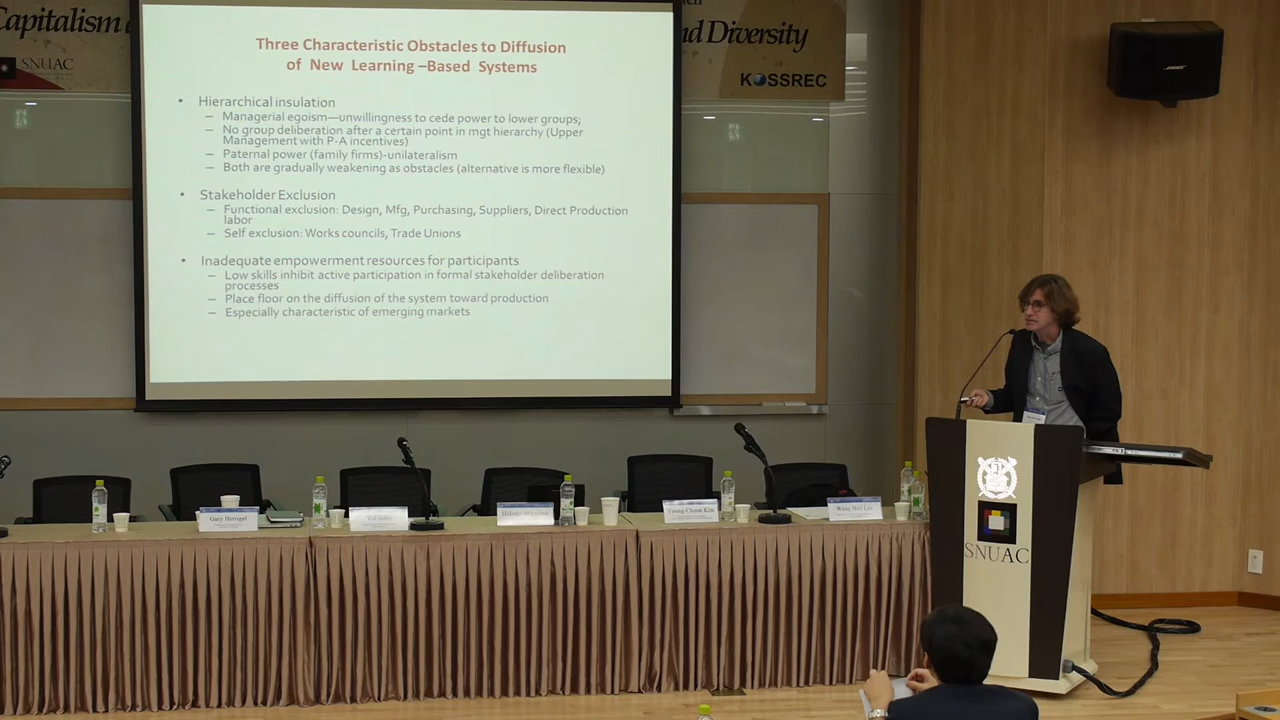 Capitalism
nd Diversity
SNUAC
KOSSREC
Three Characteristic Obstacles to Diffusion
of New Learning –Based Systems
• Hierarchical insulation
– Managerial egoism—unwillingness to cede power to lower groups;
– No group deliberation after a certain point in mgt hierarchy (Upper
Management with P-A incentives)
– Paternal power (family firms)-unilateralism
– Both are gradually weakening as obstacles (alternative is more flexible)
• Stakeholder Exclusion
– Functional exclusion: Design, Mfg, Purchasing, Suppliers, Direct Production
labor
– Self exclusion: Works councils, Trade Unions
• Inadequate empowerment resources for participants
– Low skills inhibit active participation in formal stakeholder deliberation
processes
– Place floor on the diffusion of the system toward production
– Especially characteristic of emerging markets
BOSE
Gary Herrigel
Young Choon Kim
SNUAC